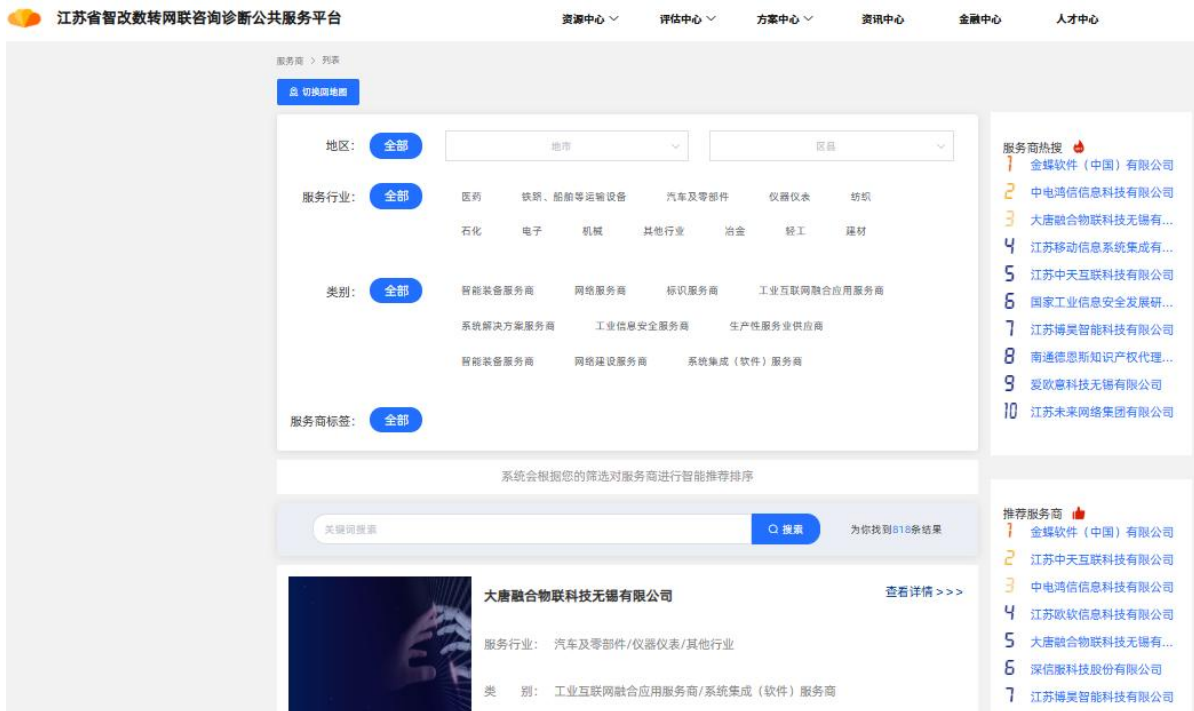 江苏省智改数转网联咨询诊断公共服务平台 资源中心 评估中心 方案中心 资讯中心 金融中心 人才中心
服务商 > 列表
切换回地图
地区: 全部 地市 区县
服务行业: 全部 医药 铁路、船舶等运输设备 汽车及零部件 仪器仪表 纺织
石化 电子 机械 其他行业 冶金 轻工 建材
类别: 全部 智能装备服务商 网络服务商 标识服务商 工业互联网融合应用服务商
系统解决方案服务商 工业信息安全服务商 生产性服务业供应商
智能装备服务商 网络建设服务商 系统集成（软件）服务商
服务商标签: 全部
系统会根据您的筛选对服务商进行智能推荐排序
关键词搜索 搜索 为你找到818条结果
大唐融合物联科技无锡有限公司 查看详情 >>>
服务行业: 汽车及零部件/仪器仪表/其他行业
类 别: 工业互联网融合应用服务商/系统集成（软件）服务商
服务商热搜
1 金蝶软件（中国）有限公司
2 中电鸿信信息科技有限公司
3 大唐融合物联科技无锡有...
4 江苏移动信息系统集成有...
5 江苏中天互联科技有限公司
6 国家工业信息安全发展研...
7 江苏博昊智能科技有限公司
8 南通德恩斯知识产权代理...
9 爱欧意科技无锡有限公司
10 江苏未来网络集团有限公司
推荐服务商
1 金蝶软件（中国）有限公司
2 江苏中天互联科技有限公司
3 中电鸿信信息科技有限公司
4 江苏欧软信息科技有限公司
5 大唐融合物联科技无锡有...
6 深信服科技股份有限公司
7 江苏博昊智能科技有限公司